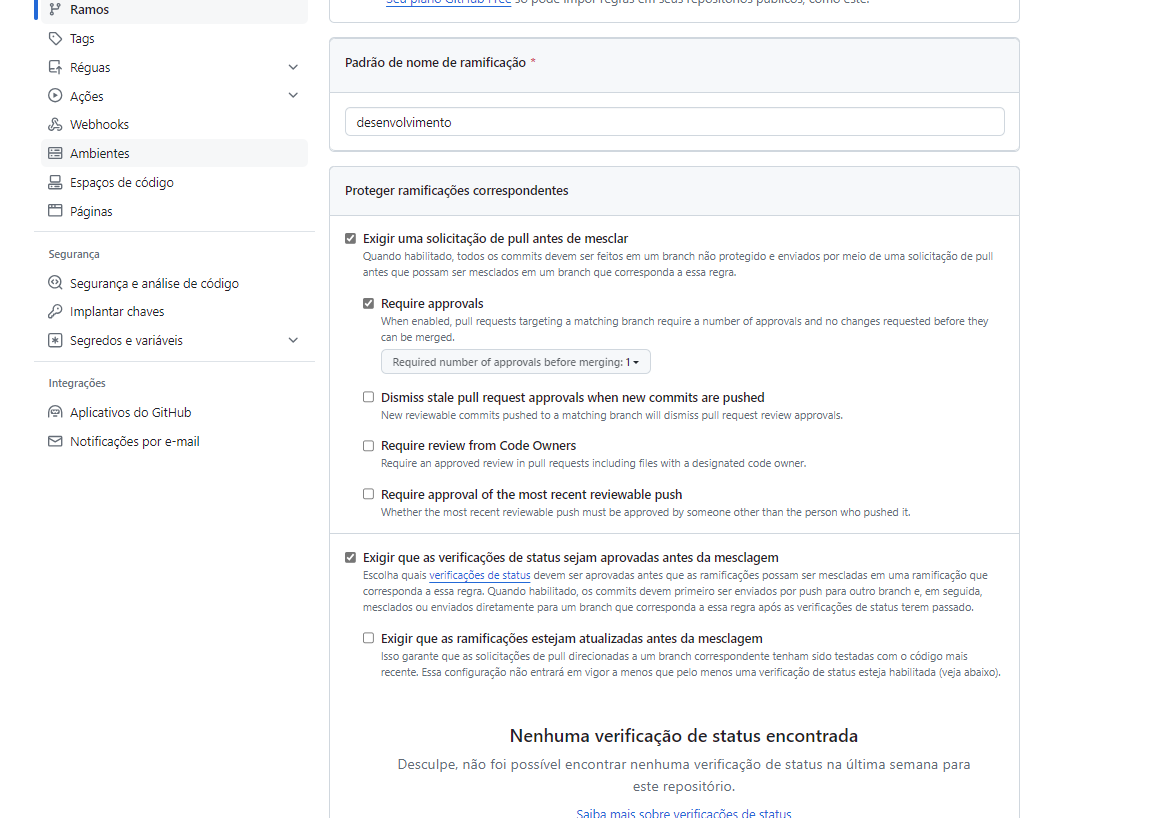 Ramos
Tags
Réguas
Ações
Webhooks
Ambientes
Espaços de código
Páginas
Segurança
Segurança e análise de código
Implantar chaves
Segredos e variáveis
Integrações
Aplicativos do GitHub
Notificações por e-mail
Seu plano GitHub Free só pode impor regras em seus repositórios públicos, como este.
Padrão de nome de ramificação *
desenvolvimento
Proteger ramificações correspondentes
Exigir uma solicitação de pull antes de mesclar
Quando habilitado, todos os commits devem ser feitos em um branch não protegido e enviados por meio de uma solicitação de pull
antes que possam ser mesclados em um branch que corresponda a essa regra.
Require approvals
When enabled, pull requests targeting a matching branch require a number of approvals and no changes requested before they
can be merged.
Required number of approvals before merging: 1
Dismiss stale pull request approvals when new commits are pushed
New reviewable commits pushed to a matching branch will dismiss pull request review approvals.
Require review from Code Owners
Require an approved review in pull requests including files with a designated code owner.
Require approval of the most recent reviewable push
Whether the most recent reviewable push must be approved by someone other than the person who pushed it.
Exigir que as verificações de status sejam aprovadas antes da mesclagem
Escolha quais verificações de status devem ser aprovadas antes que as ramificações possam ser mescladas em uma ramificação que
corresponda a essa regra. Quando habilitado, os commits devem primeiro ser enviados por push para outro branch e, em seguida,
mesclados ou enviados diretamente para um branch que corresponda a essa regra após as verificações de status terem passado.
Exigir que as ramificações estejam atualizadas antes da mesclagem
Isso garante que as solicitações de pull direcionadas a um branch correspondente tenham sido testadas com o código mais
recente. Essa configuração não entrará em vigor a menos que pelo menos uma verificação de status esteja habilitada (veja abaixo).
Nenhuma verificação de status encontrada
Desculpe, não foi possível encontrar nenhuma verificação de status na última semana para
este repositório.
Saiba mais sobre verificações de status